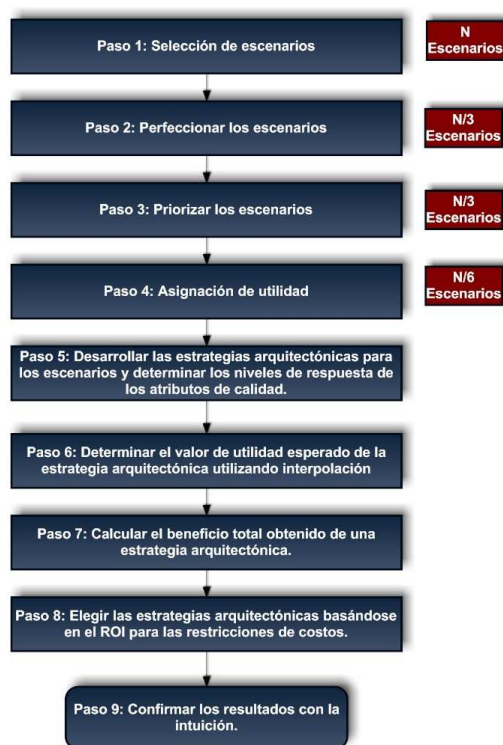 Paso 1: Selección de escenarios
N
Escenarios
Paso 2: Perfeccionar los escenarios
N/3
Escenarios
Paso 3: Priorizar los escenarios
N/3
Escenarios
Paso 4: Asignación de utilidad
N/6
Escenarios
Paso 5: Desarrollar las estrategias arquitectónicas para
los escenarios y determinar los niveles de respuesta de
los atributos de calidad.
Paso 6: Determinar el valor de utilidad esperado de la
estrategia arquitectónica utilizando interpolación
Paso 7: Calcular el beneficio total obtenido de una
estrategia arquitectónica.
Paso 8: Elegir las estrategias arquitectónicas basándose
en el ROI para las restricciones de costos.
Paso 9: Confirmar los resultados con la
intuición.